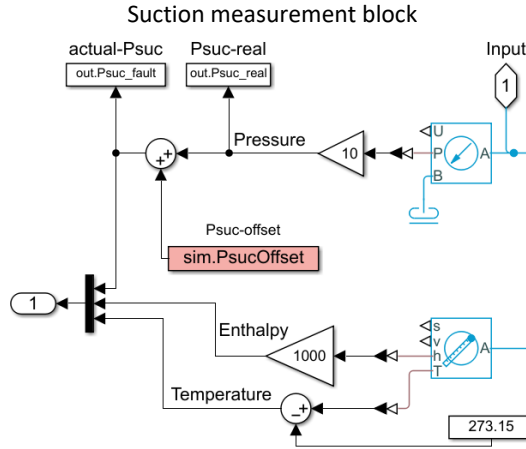 Suction measurement block
actual-Psuc
Psuc-real
Input
out.Psuc_fault
out.Psuc_real
1
Pressure
10
U
P
B
A
Psuc-offset
sim.PsucOffset
1
Enthalpy
1000
s
v
h
T
A
Temperature
273.15